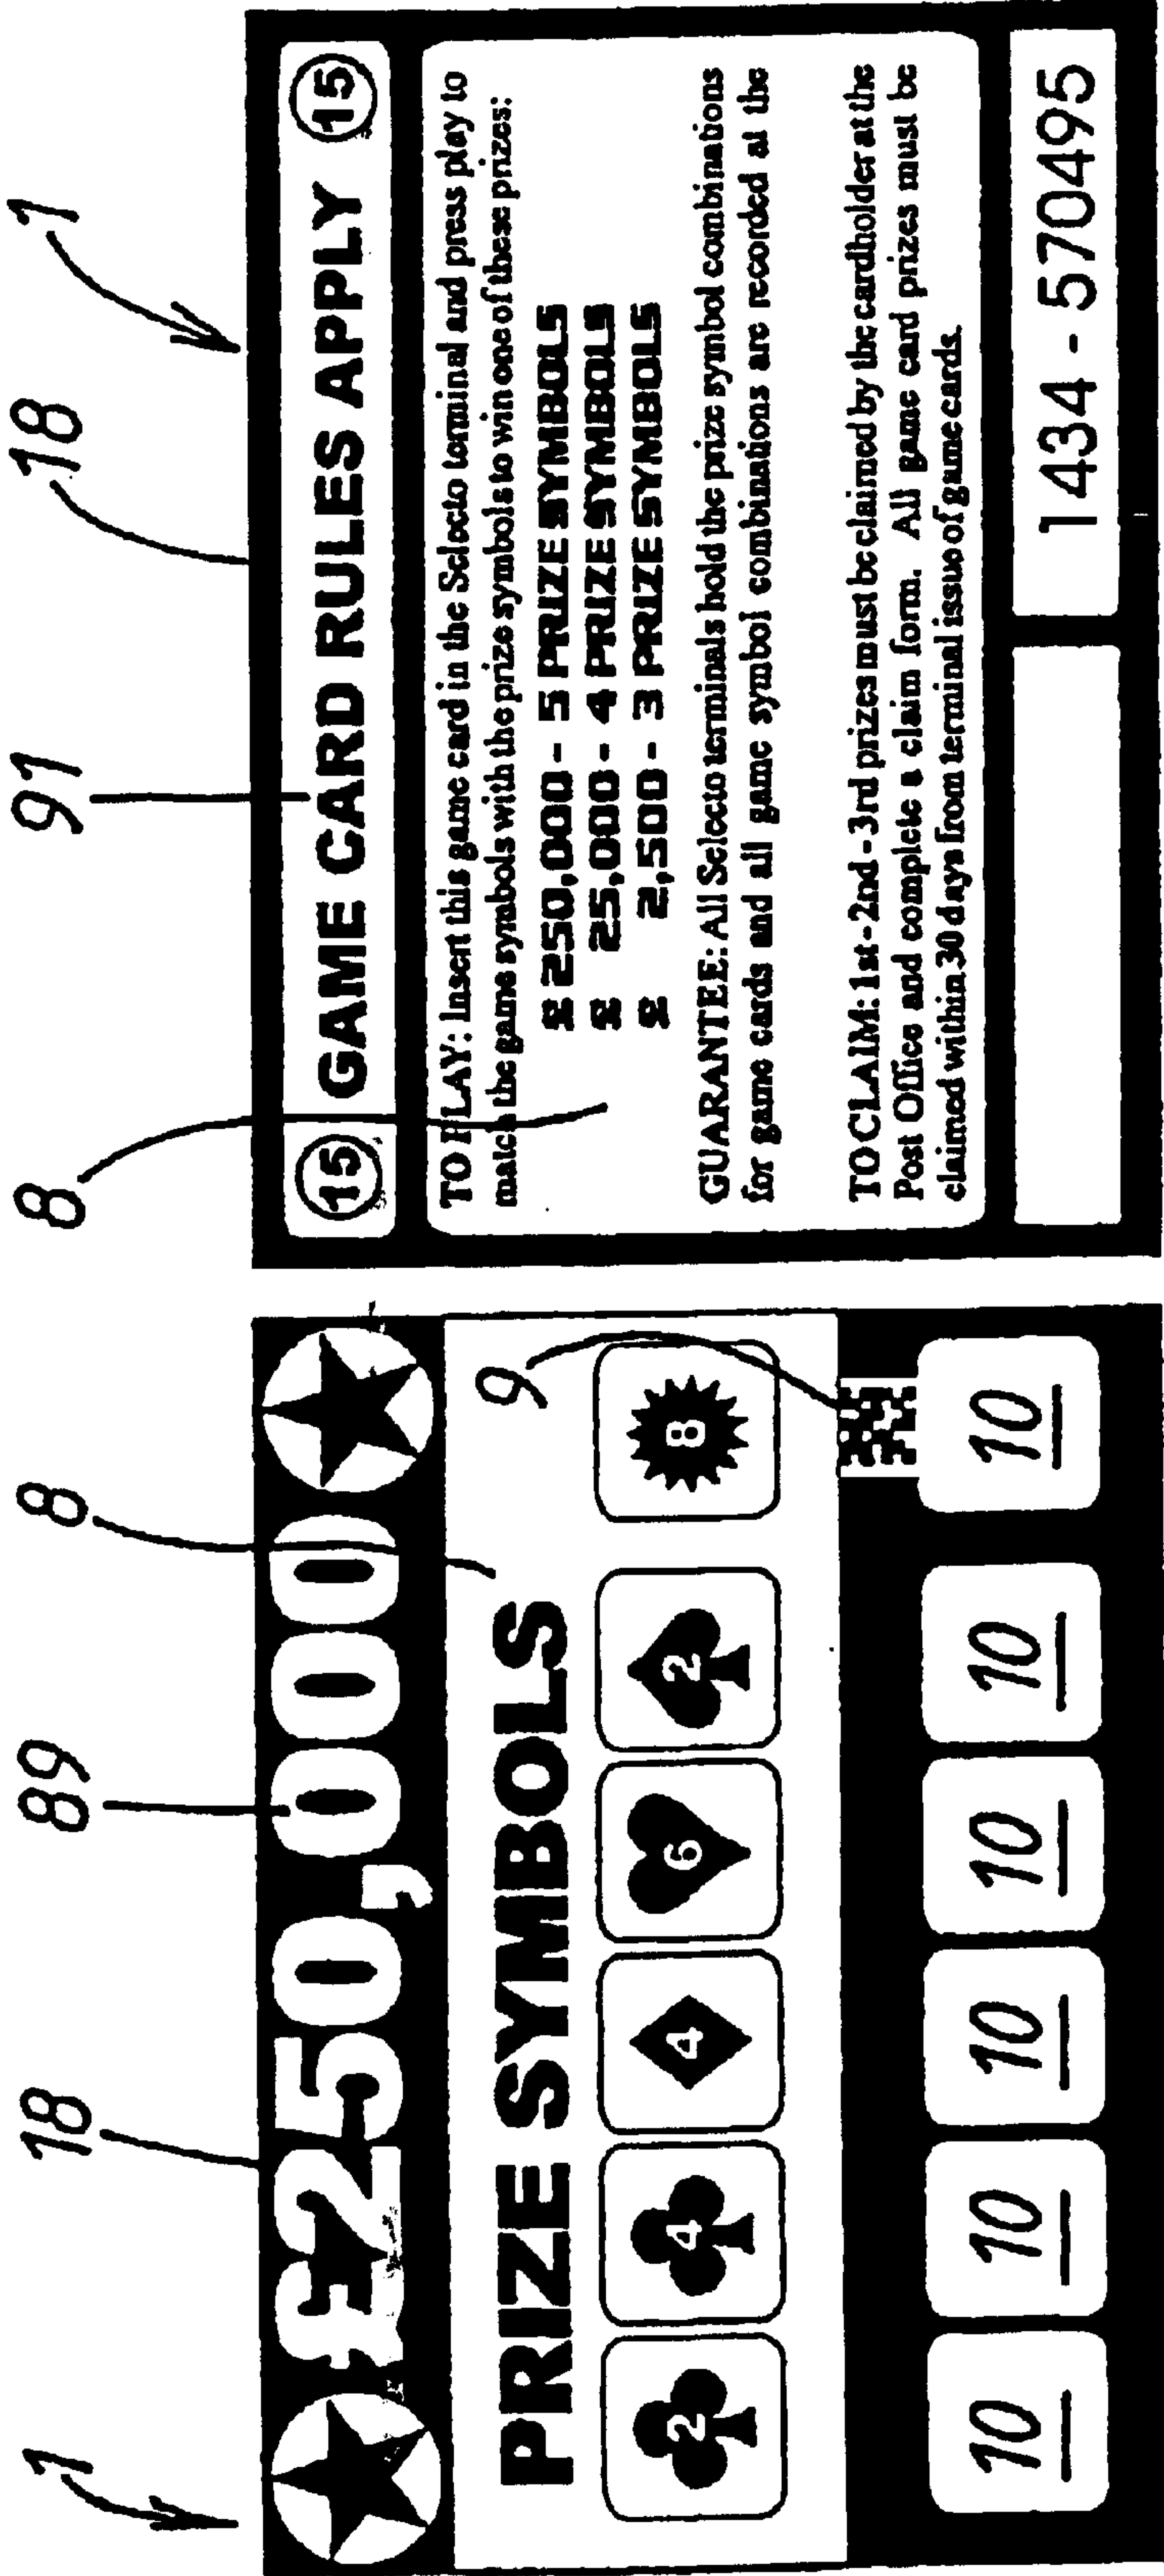 1
18
89
8
£250,000
PRIZE SYMBOLS
9
2 4 4 6 2 8
10 10 10 10 10 10
8
91
18
1
15 GAME CARD RULES APPLY 15
TO PLAY: Insert this game card in the Selecto terminal and press play to
match the game symbols with the prize symbols to win one of these prizes:
£ 250,000 - 5 PRIZE SYMBOLS
£ 25,000 - 4 PRIZE SYMBOLS
£ 2,500 - 3 PRIZE SYMBOLS
GUARANTEE: All Selecto terminals hold the prize symbol combinations
for game cards and all game symbol combinations are recorded at the
TO CLAIM: 1st - 2nd - 3rd prizes must be claimed by the cardholder at the
Post Office and complete a claim form. All game card prizes must be
claimed within 30 days from terminal issue of game cards.
1434 - 570495